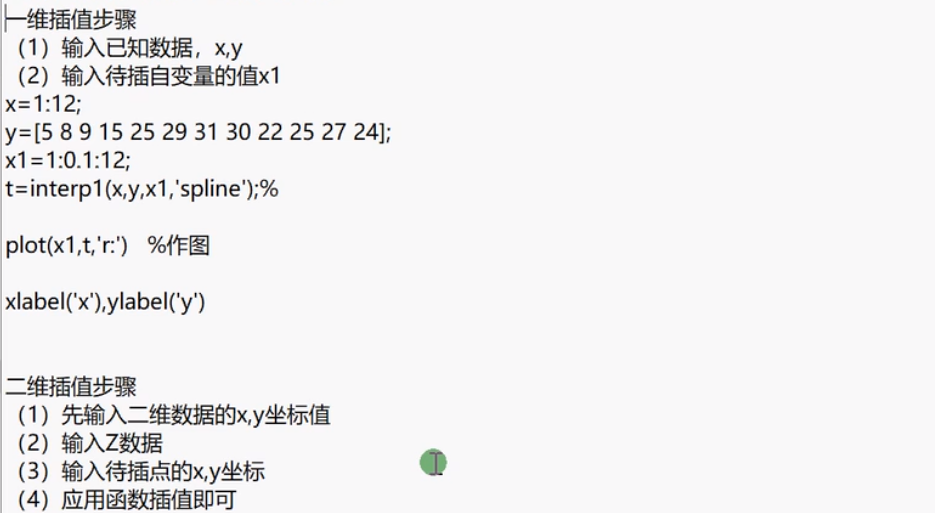 一维插值步骤
（1）输入已知数据，x,y
（2）输入待插自变量的值x1
x=1:12;
y=[5 8 9 15 25 29 31 30 22 25 27 24];
x1=1:0.1:12;
t=interp1(x,y,x1,'spline');%
plot(x1,t,'r:')   %作图
xlabel('x'),ylabel('y')
二维插值步骤
（1）先输入二维数据的x,y坐标值
（2）输入Z数据
（3）输入待插点的x,y坐标
（4）应用函数插值即可